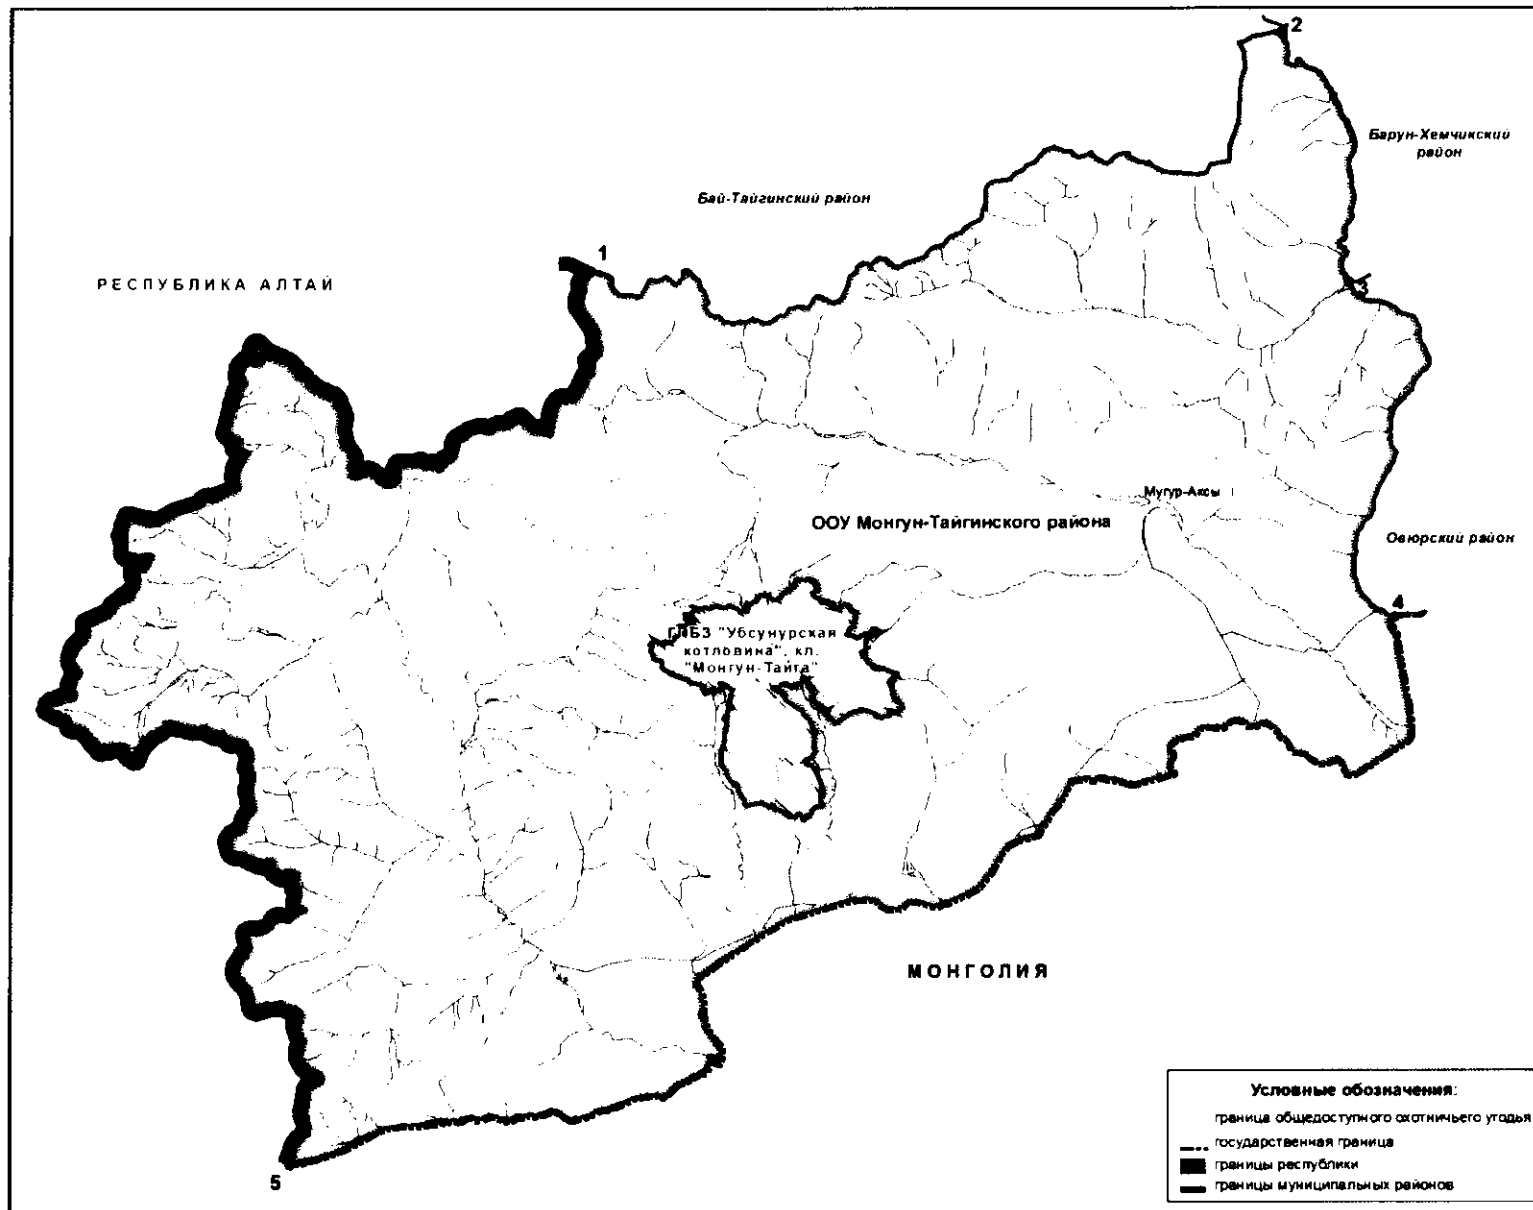 2
Барун-Хемчикский
район
Бай-Тайгинский район
1
РЕСПУБЛИКА АЛТАЙ
3
Мугур-Аксы
ООУ Монгун-Тайгинского района
Овюрский район
4
ГПБЗ "Убсунурская
котловина", кл.
"Монгун-Тайга"
МОНГОЛИЯ
5
Условные обозначения:
граница общедоступного охотничьего угодья
государственная граница
границы республики
границы муниципальных районов